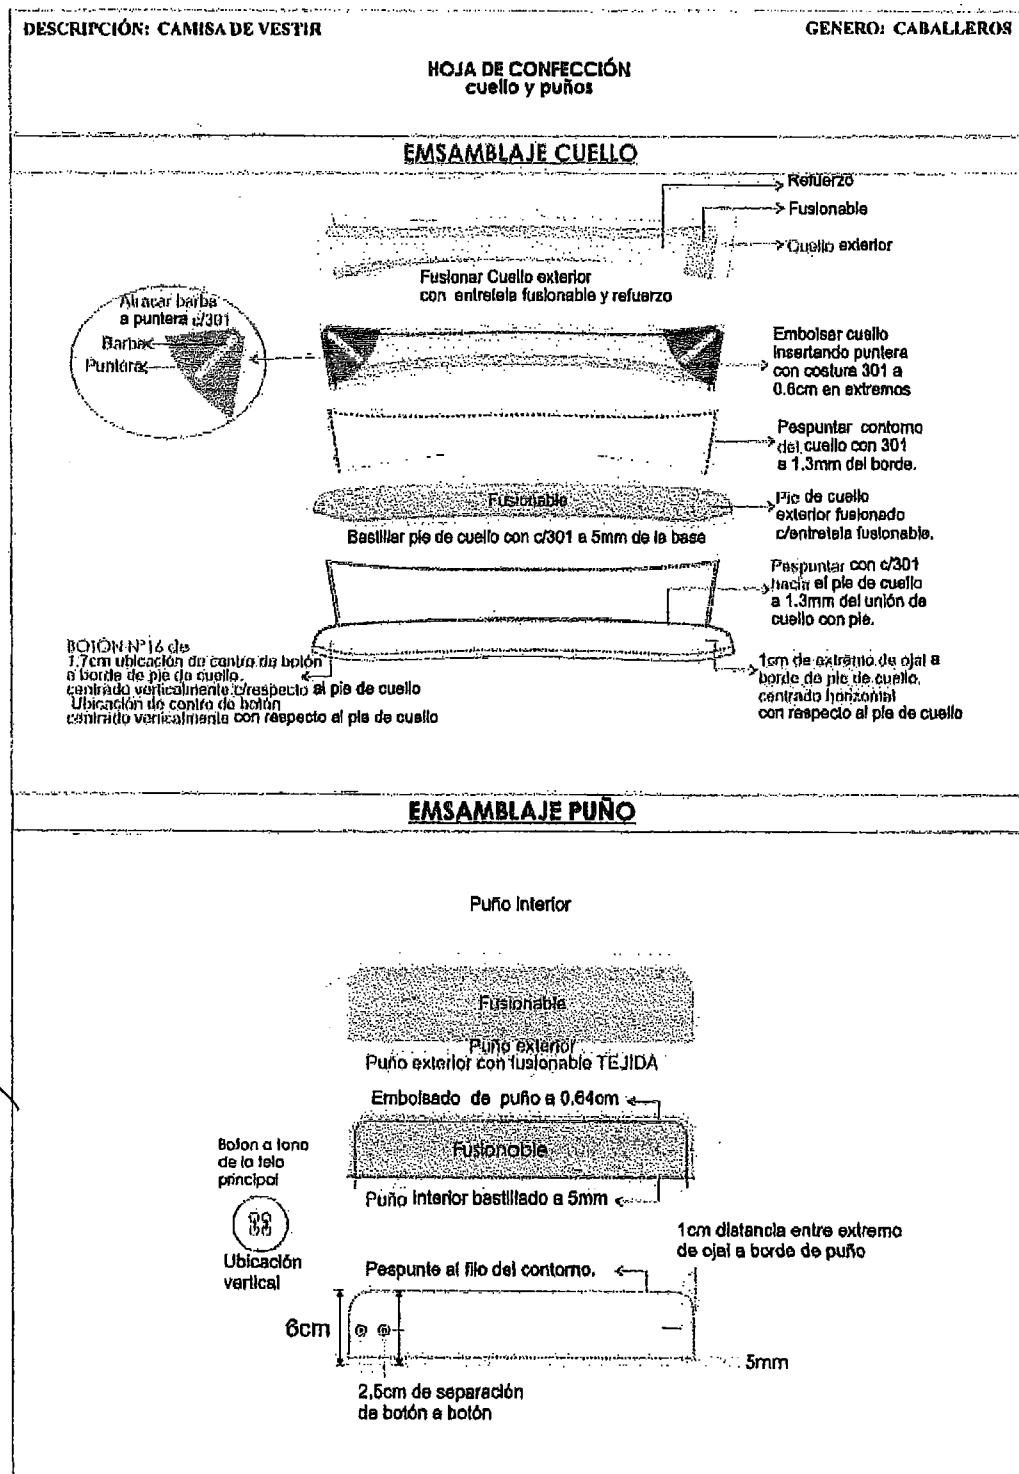 DESCRIPCIÓN: CAMISA DE VESTIR
GENERO: CABALLEROS
HOJA DE CONFECCIÓN
cuello y puños
EMSAMBLAJE CUELLO
Refuerzo
Fusionable
Cuello exterior
Fusionar Cuello exterior
con entretela fusionable y refuerzo
Atracar barba
a puntera c/301
Barba
Puntera
Embolsar cuello
insertando puntera
con costura 301 a
0.6cm en extremos
Pespuntar contorno
del cuello con 301
a 1.3mm del borde.
Fusionable
Pie de cuello
exterior fusionado
c/entretela fusionable.
Bastillar pie de cuello con c/301 a 5mm de la base
Pespuntar con c/301
hacia el pie de cuello
a 1.3mm del unión de
cuello con pie.
BOTÓN Nº16 de
1.7cm ubicación de centro de botón
a borde de pie de cuello.
centrado verticalmente c/respecto al pie de cuello
Ubicación de centro de botón
centrado verticalmente con respecto al pie de cuello
1cm de extremo de ojal a
borde de pie de cuello,
centrado horizontal
con respecto al pie de cuello
EMSAMBLAJE PUÑO
Puño Interior
Fusionable
Puño exterior
Puño exterior con fusionable TEJIDA
Embolsado de puño a 0.64cm
Fusionable
Boton a tono
de la tela
principal
Puño interior bastillado a 5mm
Ubicación
vertical
1cm distancia entre extremo
de ojal a borde de puño
Pespunte al filo del contorno.
6cm
5mm
2,5cm de separación
de botón a botón